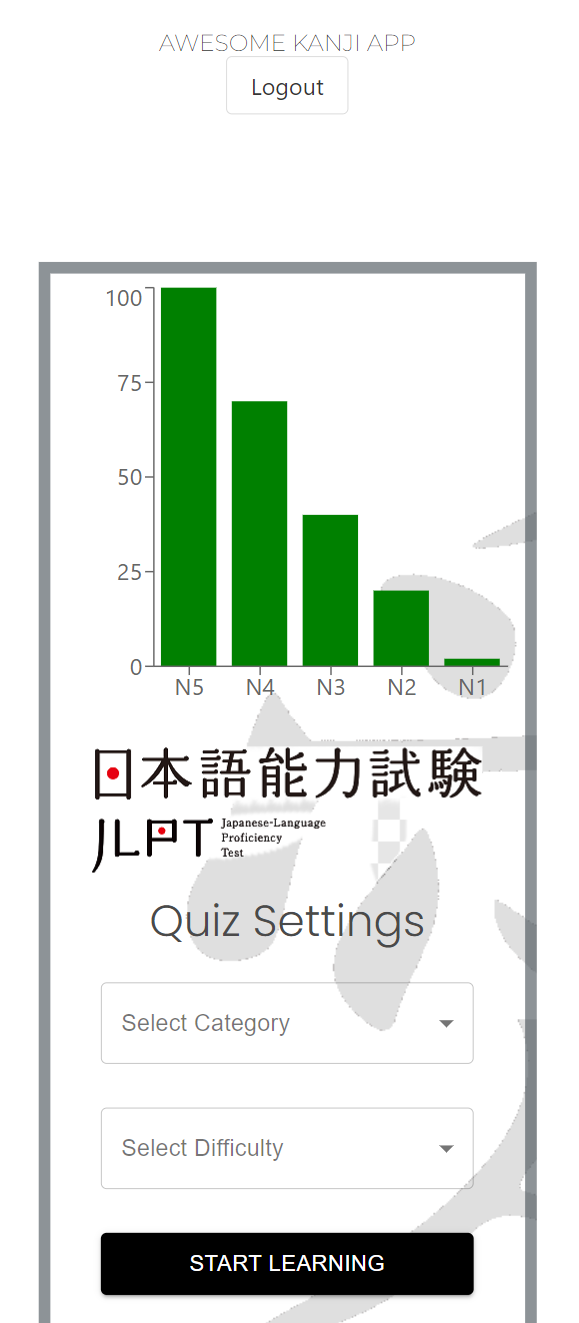 AWESOME KANJI APP
Logout
100
75
50
25
0
N5 N4 N3 N2 N1
日本語能力試験
JLPT Japanese-Language
Proficiency
Test
Quiz Settings
Select Category
Select Difficulty
START LEARNING